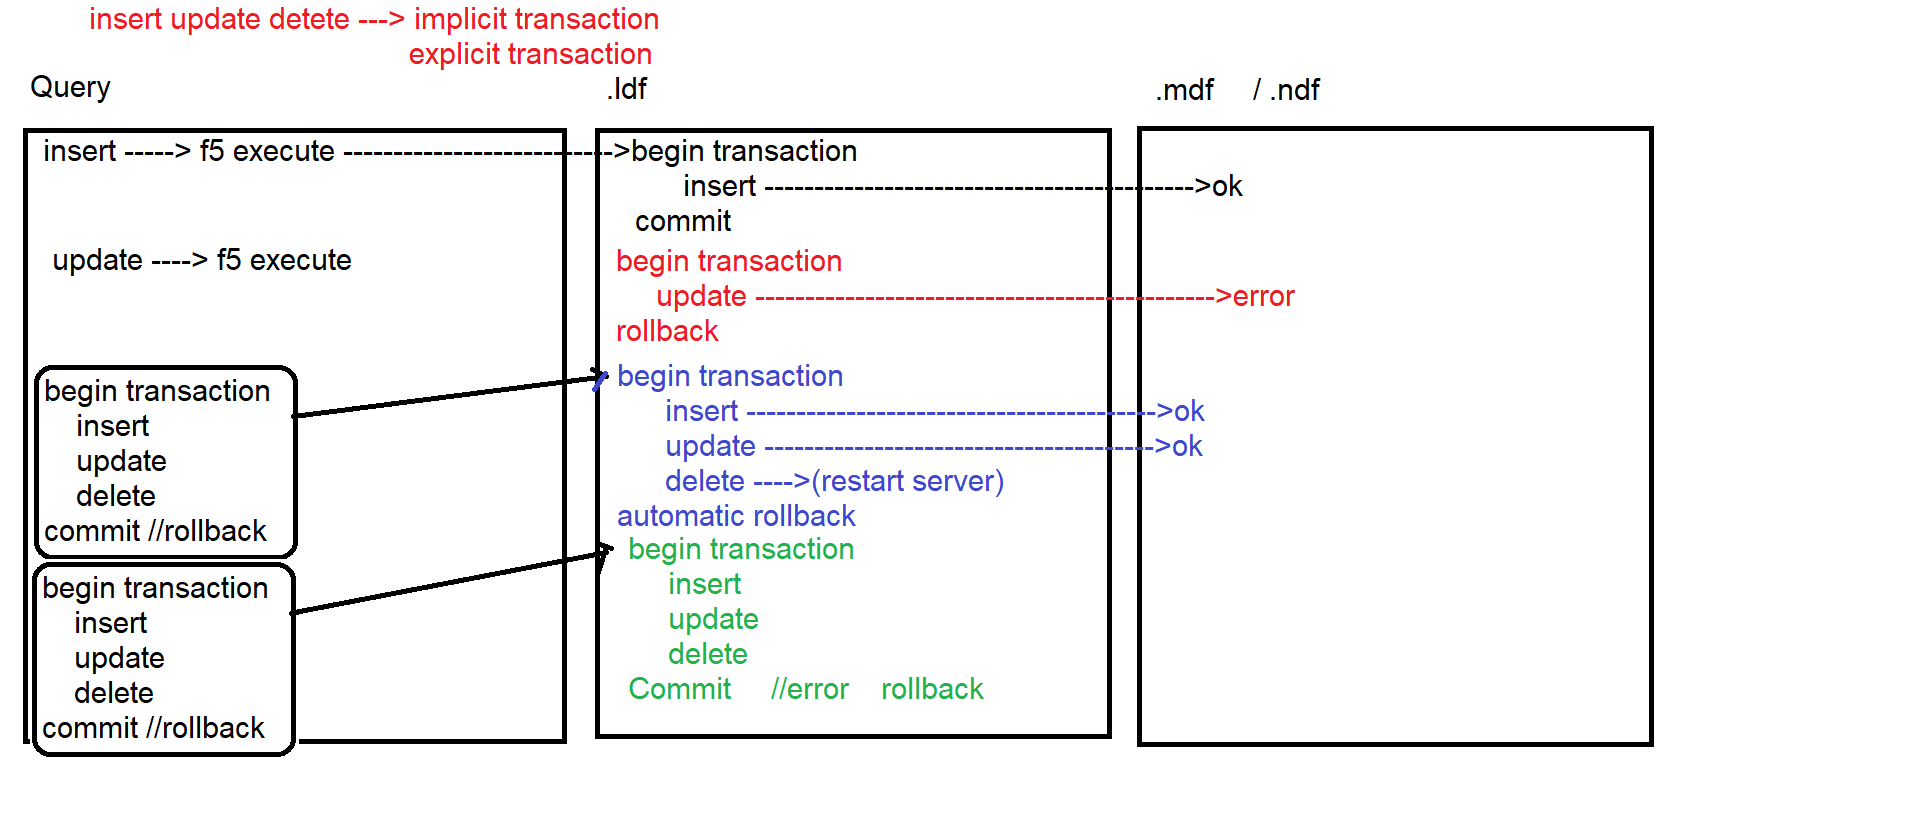 insert update detete ---> implicit transaction
explicit transaction
Query
.ldf
.mdf / .ndf
insert -----> f5 execute --------------------------->begin transaction
insert ------------------------------------------->ok
commit
update ----> f5 execute
begin transaction
update ---------------------------------------------->error
rollback
begin transaction
insert
update
delete
commit //rollback
begin transaction
insert ----------------------------------------->ok
update --------------------------------------->ok
delete ---->(restart server)
automatic rollback
begin transaction
insert
update
delete
commit //rollback
begin transaction
insert
update
delete
Commit //error rollback